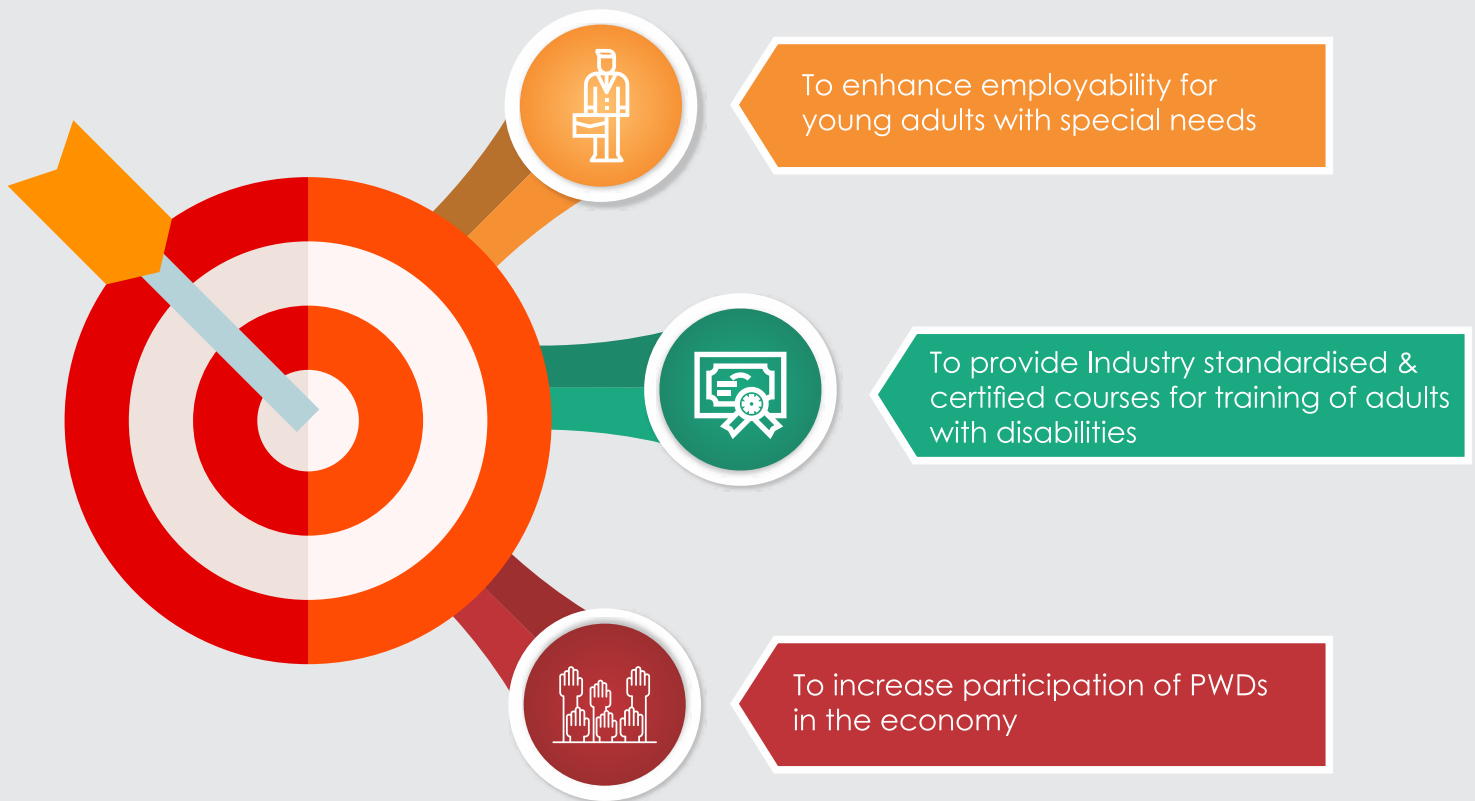 To enhance employability for
young adults with special needs
To provide Industry standardised &
certified courses for training of adults
with disabilities
To increase participation of PWDs
in the economy